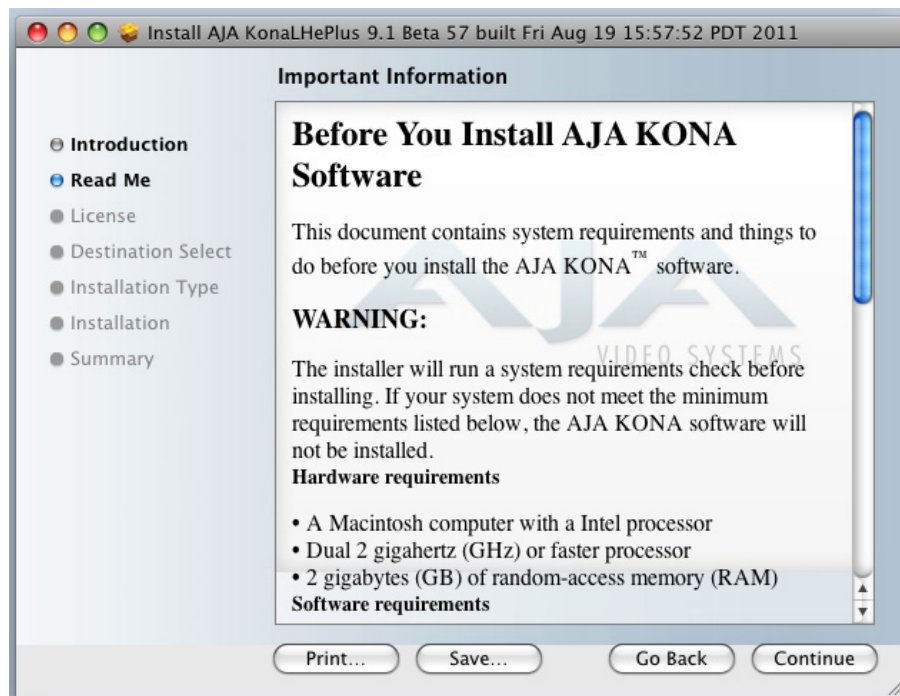 Install AJA KonaLHePlus 9.1 Beta 57 built Fri Aug 19 15:57:52 PDT 2011
Important Information
Introduction
Read Me
License
Destination Select
Installation Type
Installation
Summary
Before You Install AJA KONA
Software
This document contains system requirements and things to
do before you install the AJA KONA™ software.
WARNING:
The installer will run a system requirements check before
installing. If your system does not meet the minimum
requirements listed below, the AJA KONA software will
not be installed.
Hardware requirements
• A Macintosh computer with a Intel processor
• Dual 2 gigahertz (GHz) or faster processor
• 2 gigabytes (GB) of random-access memory (RAM)
Software requirements
AJA
VIDEO SYSTEMS
Print...
Save...
Go Back
Continue